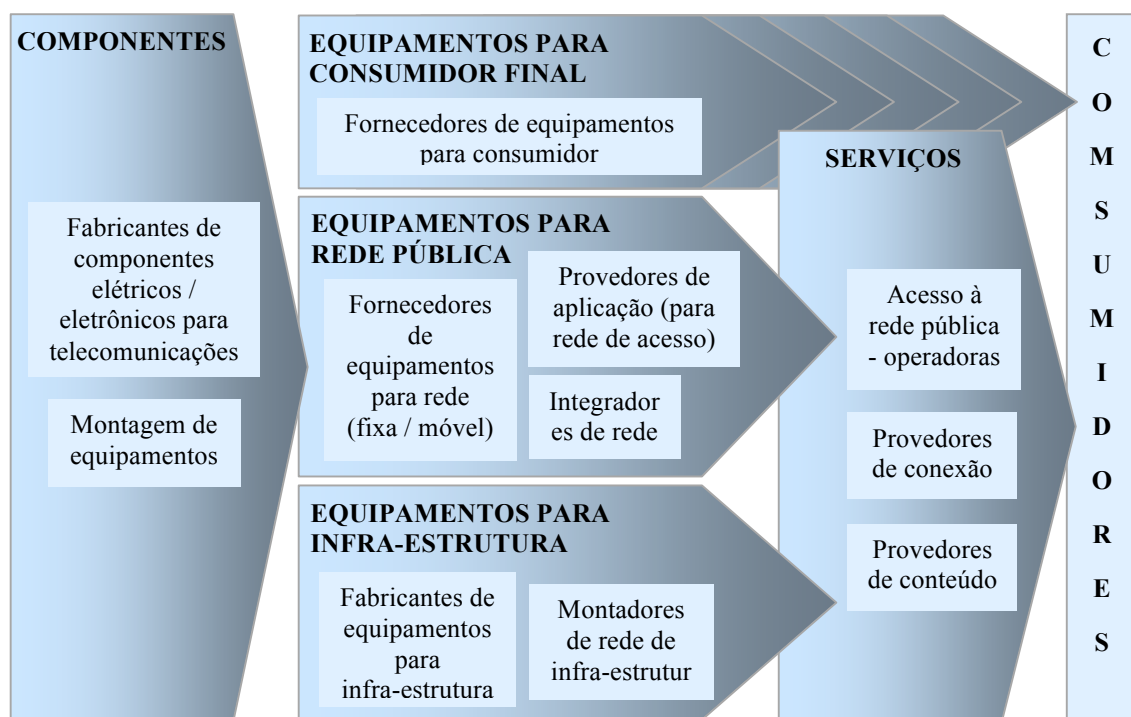 COMPONENTES
Fabricantes de
componentes
elétricos /
eletrônicos para
telecomunicações
Montagem de
equipamentos
EQUIPAMENTOS PARA
CONSUMIDOR FINAL
Fornecedores de equipamentos
para consumidor
EQUIPAMENTOS PARA
REDE PÚBLICA
Fornecedores
de
equipamentos
para rede
(fixa / móvel)
Provedores de
aplicação (para
rede de acesso)
Integrador
es de rede
EQUIPAMENTOS PARA
INFRA-ESTRUTURA
Fabricantes de
equipamentos
para
infra-estrutura
Montadores
de rede de
infra-estrutur
SERVIÇOS
Acesso à
rede pública
- operadoras
Provedores
de conexão
Provedores
de conteúdo
C
O
M
S
U
M
I
D
O
R
E
S